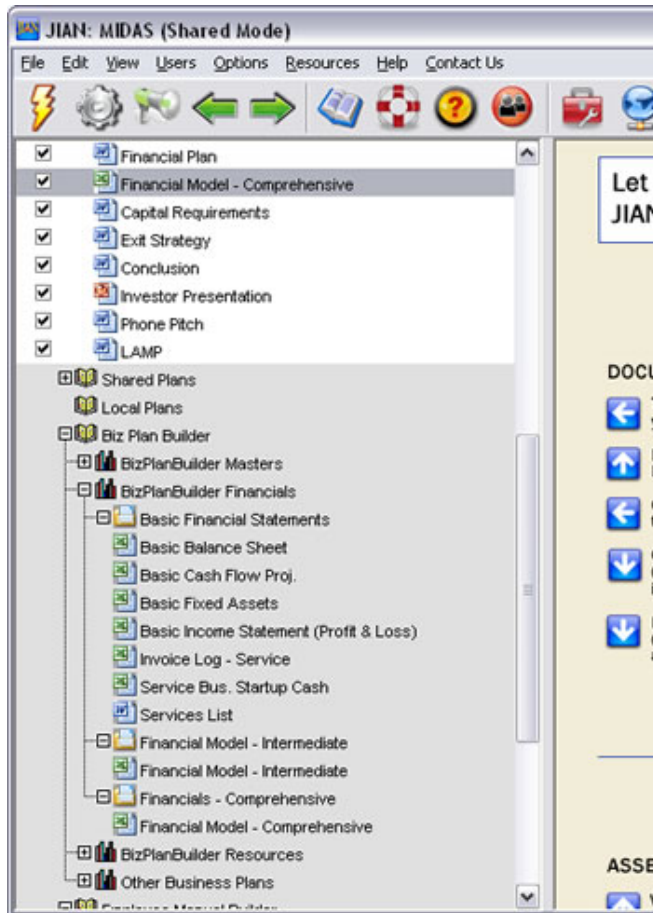 JIAN: MIDAS (Shared Mode)
File Edit View Users Options Resources Help Contact Us
Financial Plan
Financial Model - Comprehensive
Capital Requirements
Exit Strategy
Conclusion
Investor Presentation
Phone Pitch
LAMP
Shared Plans
Local Plans
Biz Plan Builder
BizPlanBuilder Masters
BizPlanBuilder Financials
Basic Financial Statements
Basic Balance Sheet
Basic Cash Flow Proj.
Basic Fixed Assets
Basic Income Statement (Profit & Loss)
Invoice Log - Service
Service Bus. Startup Cash
Services List
Financial Model - Intermediate
Financial Model - Intermediate
Financials - Comprehensive
Financial Model - Comprehensive
BizPlanBuilder Resources
Other Business Plans
Employee Manual Builder
Let
JIAN
DOCU
ASSE